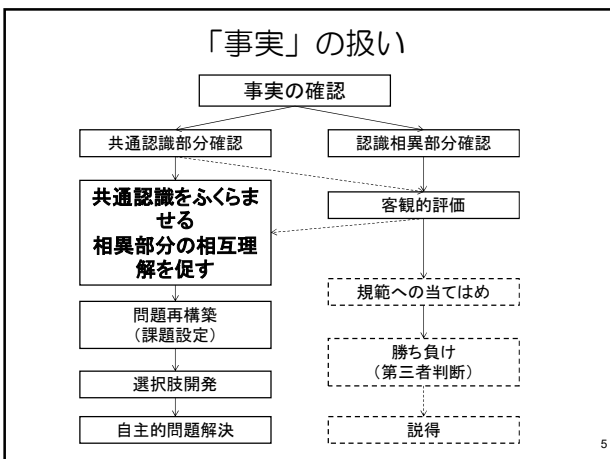 「事実」の扱い
事実の確認
共通認識部分確認
認識相異部分確認
共通認識をふくらま
せる
相異部分の相互理
解を促す
客観的評価
規範への当てはめ
問題再構築
（課題設定）
勝ち負け
（第三者判断）
選択肢開発
自主的問題解決
説得
5